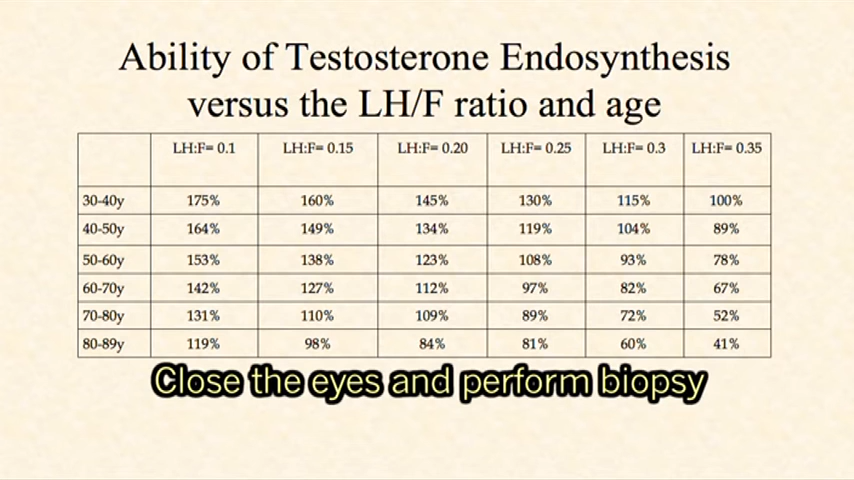 Ability of Testosterone Endosynthesis
versus the LH/F ratio and age
LH:F= 0.1 LH:F= 0.15 LH:F= 0.20 LH:F= 0.25 LH:F= 0.3 LH:F= 0.35
30-40y 175% 160% 145% 130% 115% 100%
40-50y 164% 149% 134% 119% 104% 89%
50-60y 153% 138% 123% 108% 93% 78%
60-70y 142% 127% 112% 97% 82% 67%
70-80y 131% 110% 109% 89% 72% 52%
80-89y 119% 98% 84% 81% 60% 41%
Close the eyes and perform biopsy